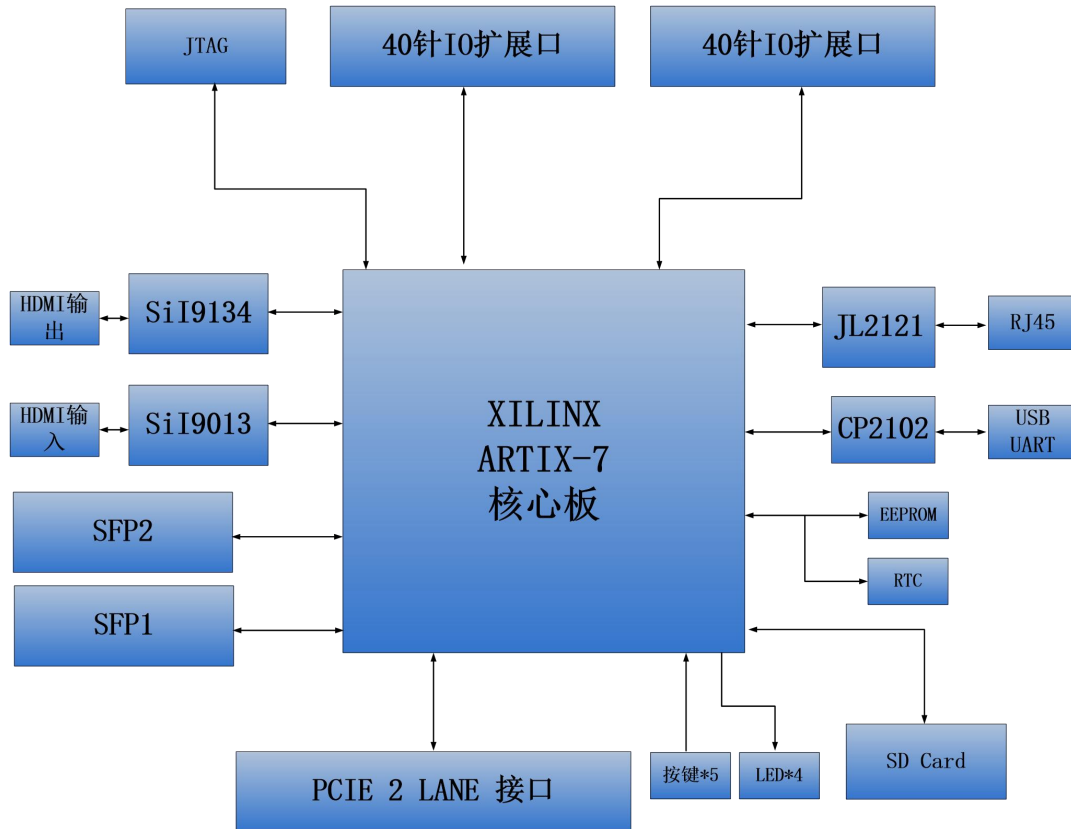 JTAG
40针IO扩展口
40针IO扩展口
HDMI输
出
SiI9134
HDMI输
入
SiI9013
SFP2
SFP1
XILINX
ARTIX-7
核心板
JL2121
RJ45
CP2102
USB
UART
EEPROM
RTC
PCIE 2 LANE 接口
按键*5
LED*4
SD Card